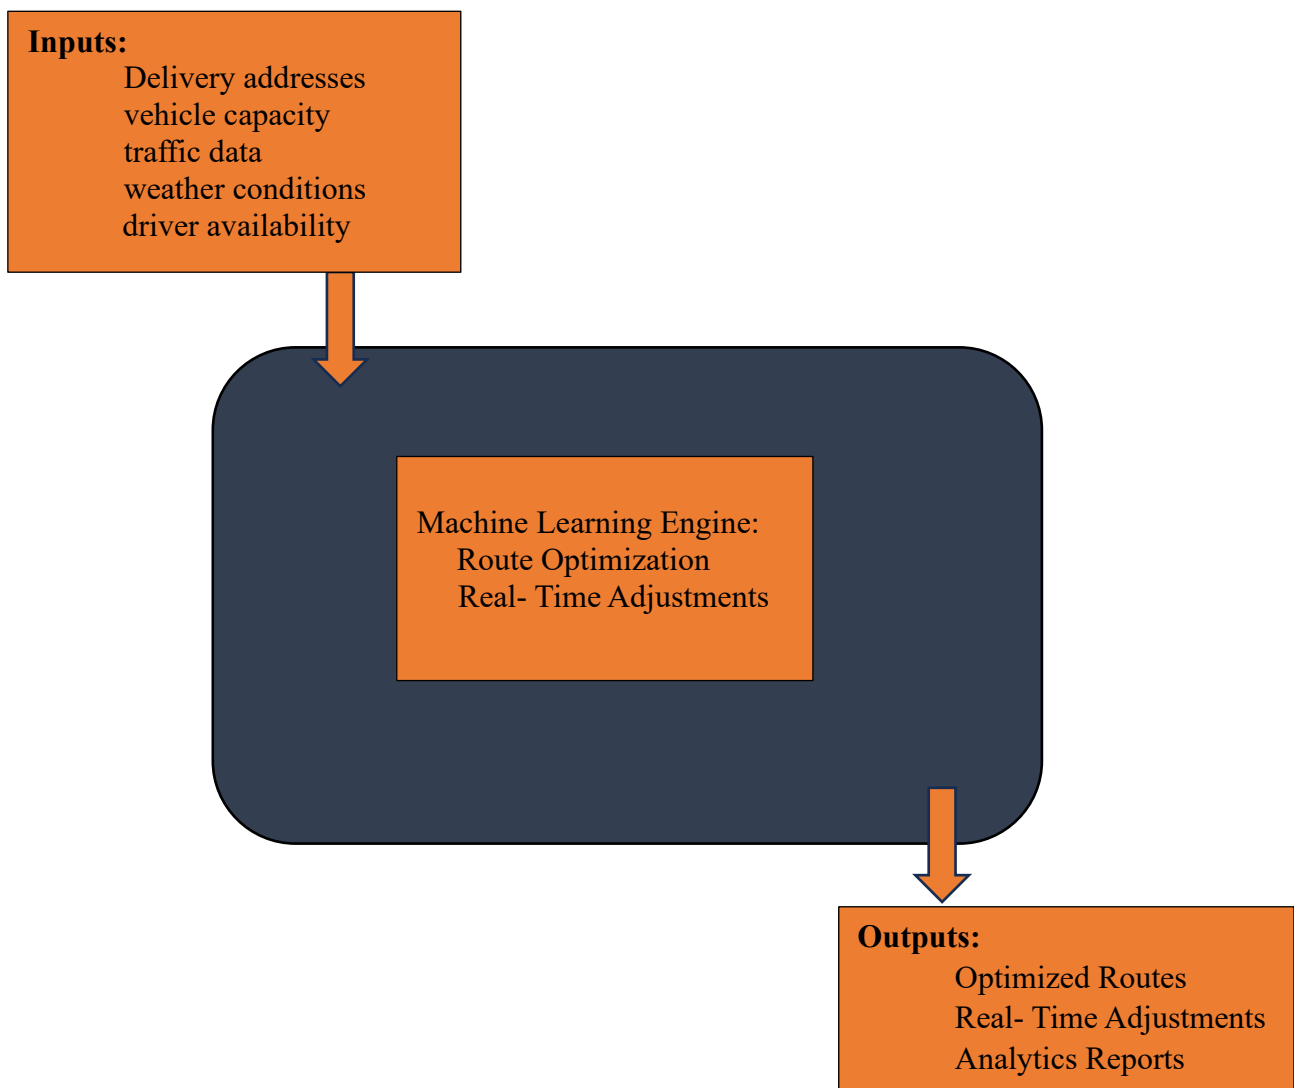 Inputs:
Delivery addresses
vehicle capacity
traffic data
weather conditions
driver availability
Machine Learning Engine:
Route Optimization
Real- Time Adjustments
Outputs:
Optimized Routes
Real- Time Adjustments
Analytics Reports